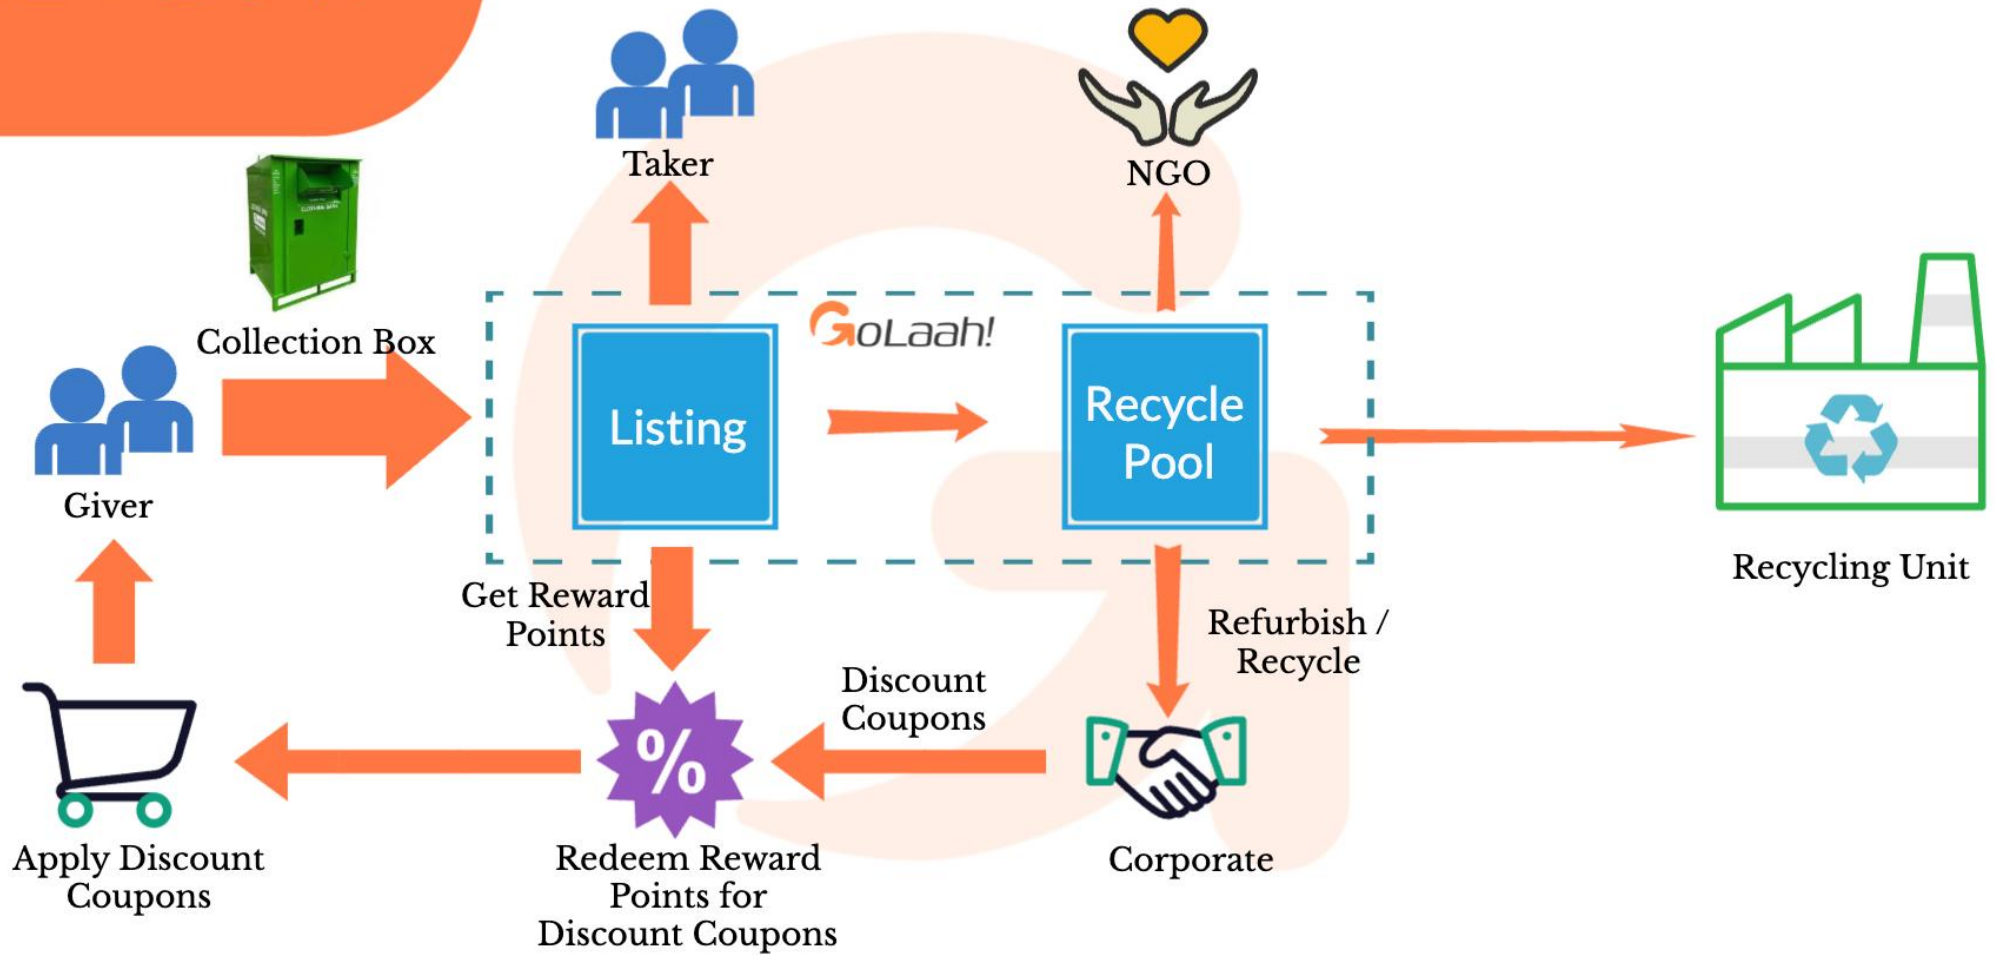 Taker
NGO
Collection Box
GoLaah!
Listing
Recycle
Pool
Giver
Recycling Unit
Get Reward
Points
Refurbish /
Recycle
Discount
Coupons
%
Apply Discount
Coupons
Redeem Reward
Points for
Discount Coupons
Corporate